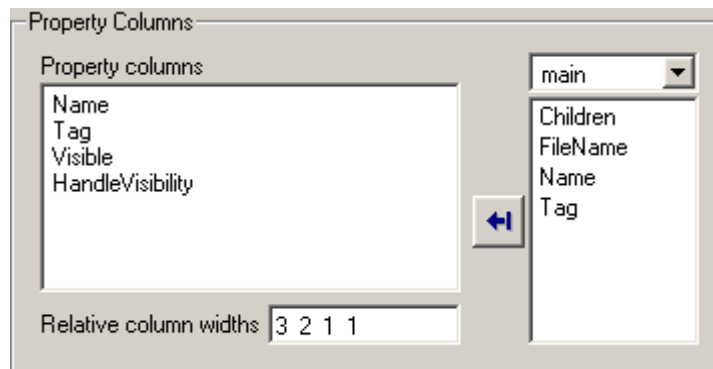 Property Columns
Property columns
Name
Tag
Visible
HandleVisibility
Relative column widths 3 2 1 1
main
Children
FileName
Name
Tag